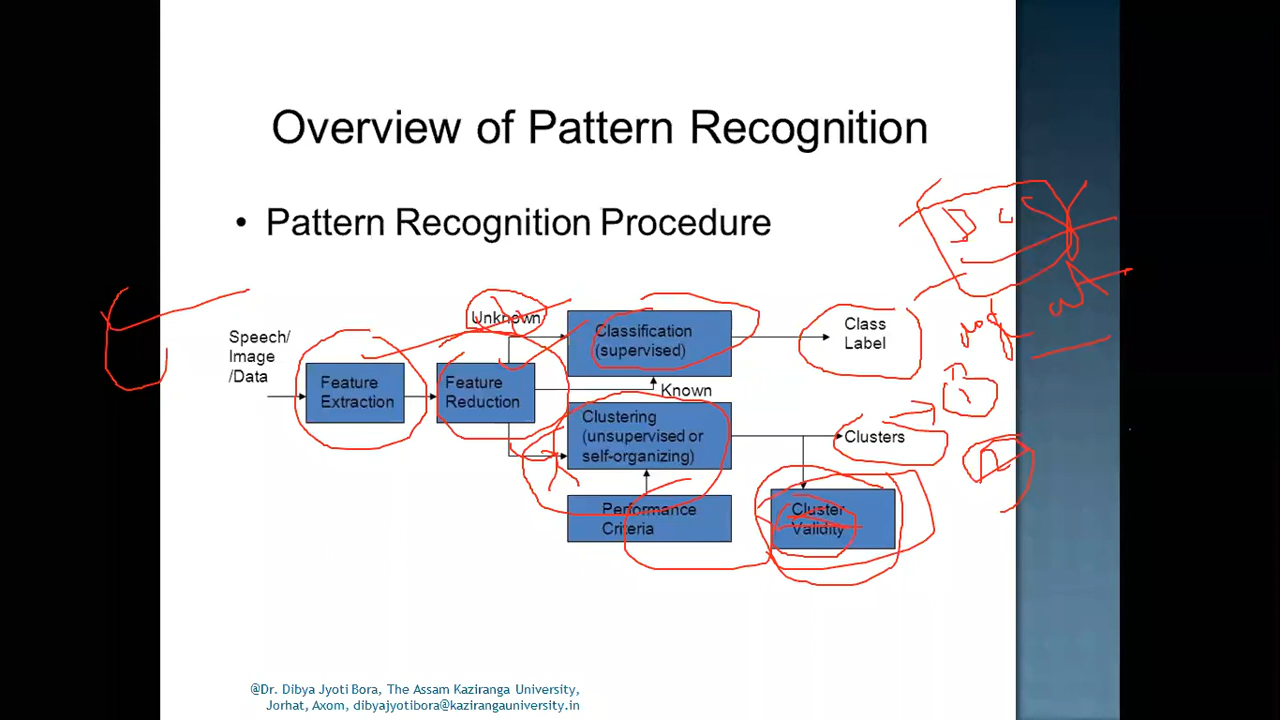 Overview of Pattern Recognition
• Pattern Recognition Procedure
Speech/
Image
/Data
Feature
Extraction
Feature
Reduction
Unknown
Classification
(supervised)
Class
Label
Known
Clustering
(unsupervised or
self-organizing)
Clusters
Performance
Criteria
Cluster
Validity
@Dr. Dibya Jyoti Bora, The Assam Kaziranga University,
Jorhat, Axom, dibyajyotibora@kazirangauniversity.in